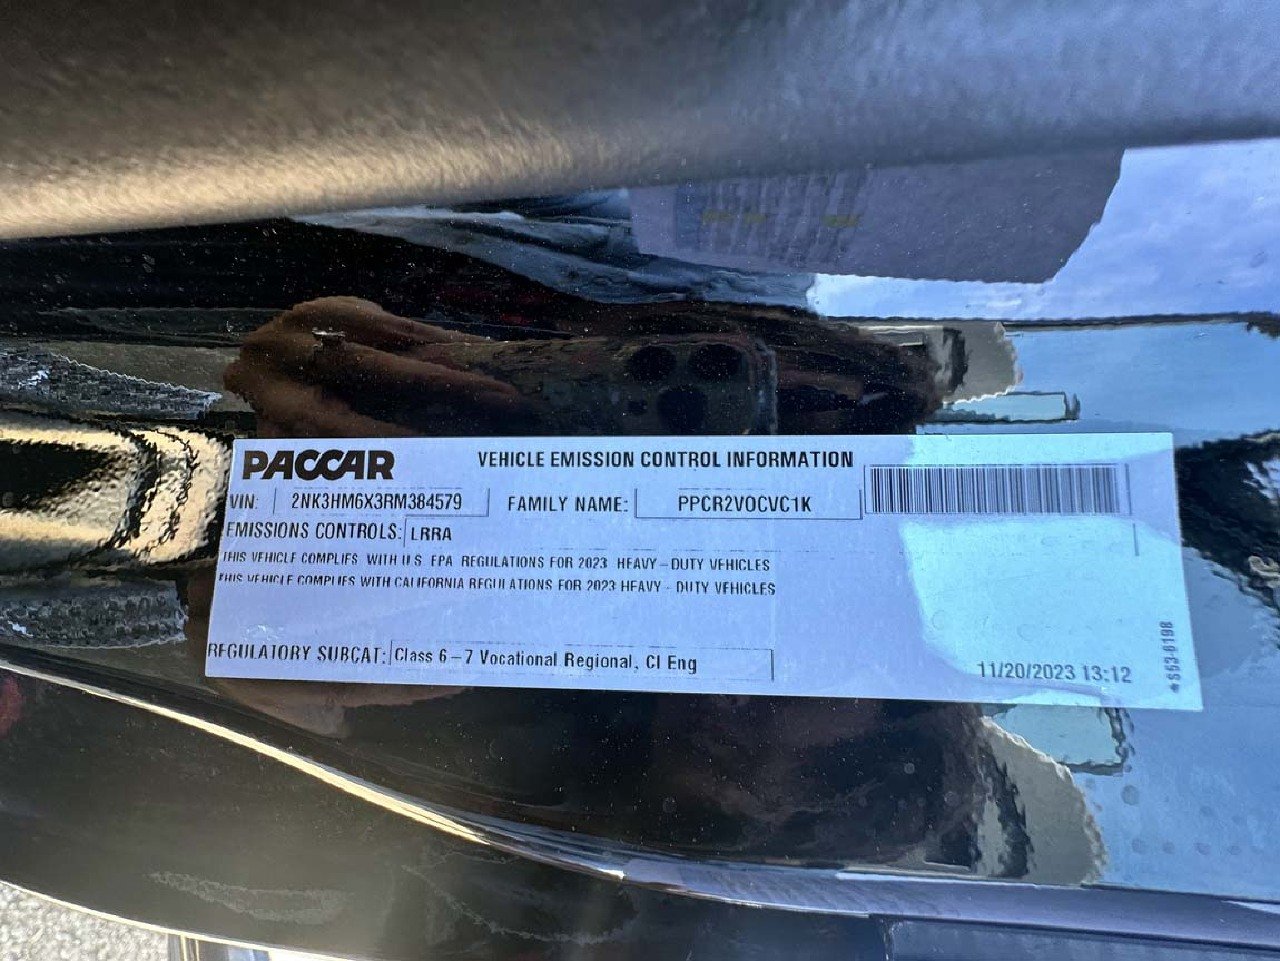 PACCAR VEHICLE EMISSION CONTROL INFORMATION
VIN: 2NK3HM6X3RM384579 FAMILY NAME: PPCR2VOCVC1K
EMISSIONS CONTROLS: LRRA
THIS VEHICLE COMPLIES WITH U.S. EPA REGULATIONS FOR 2023 HEAVY-DUTY VEHICLES
THIS VEHICLE COMPLIES WITH CALIFORNIA REGULATIONS FOR 2023 HEAVY-DUTY VEHICLES
REGULATORY SUBCAT: Class 6-7 Vocational Regional, CI Eng
11/20/2023 13:12
*S53-6198